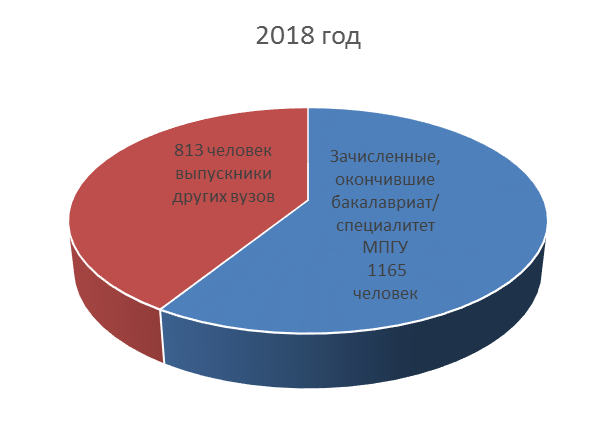 2018 год
813 человек
выпускники
других вузов
Зачисленные,
окончившие
бакалавриат/
специалитет
МПГУ
1165
человек